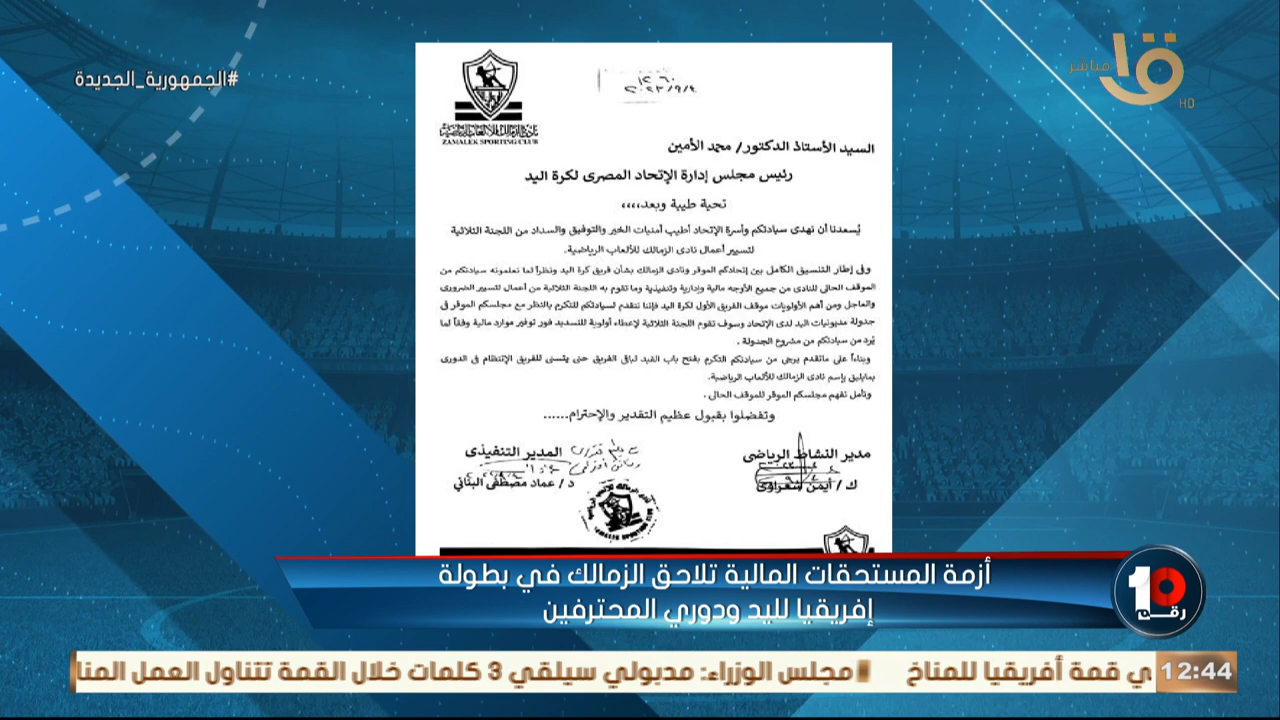 #الجمهورية_الجديدة
مباشر
HD
١٢٦٠
٢٠٢٣/٩/٤
ZAMALEK SPORTING CLUB
السيد الأستاذ الدكتور/ محمد الأمين
رئيس مجلس إدارة الإتحاد المصرى لكرة اليد
تحية طيبة وبعد،،،،
يُسعدنا أن نهدى سيادتكم وأسرة الإتحاد أطيب أمنيات الخير والتوفيق والسداد من اللجنة الثلاثية
لتسيير أعمال نادى الزمالك للألعاب الرياضية.
وفى إطار التنسيق الكامل بين إتحادكم الموقر ونادى الزمالك بشأن فريق كرة اليد ونظراً لما تعلمونه سيادتكم من
الموقف الحالى للنادى من جميع الأوجه مالية وإدارية وتنفيذية وما تقوم به اللجنة الثلاثية من أعمال لتسيير الضرورى
والعاجل ومن أهم الأولويات موقف الفريق الأول لكرة اليد فإننا نتقدم لسيادتكم للتكرم بالنظر مع مجلسكم الموقر فى
جدولة مديونيات اليد لدى الإتحاد وسوف تقوم اللجنة الثلاثية لإعطاء أولوية للتسديد فور توفير موارد مالية وفقاً لما
يُرد من سيادتكم من مشروع الجدولة .
وبناءاً على ماتقدم يرجى من سيادتكم التكرم بفتح باب القيد لباقى الفريق حتى يتسنى للفريق الإنتظام فى الدورى
بمايليق بإسم نادى الزمالك للألعاب الرياضية.
ونأمل تفهم مجلسكم الموقر للموقف الحالى .
وتفضلوا بقبول عظيم التقدير والإحترام......
مدير النشاط الرياضى
المدير التنفيذى
ك / أيمن شعراوى
د / عماد مصطفى البنانى
أزمة المستحقات المالية تلاحق الزمالك في بطولة
إفريقيا لليد ودوري المحترفين
رقم 10
12:44
ي قمة أفريقيا للمناخ
مجلس الوزراء: مدبولي سيلقي 3 كلمات خلال القمة تتناول العمل المنا